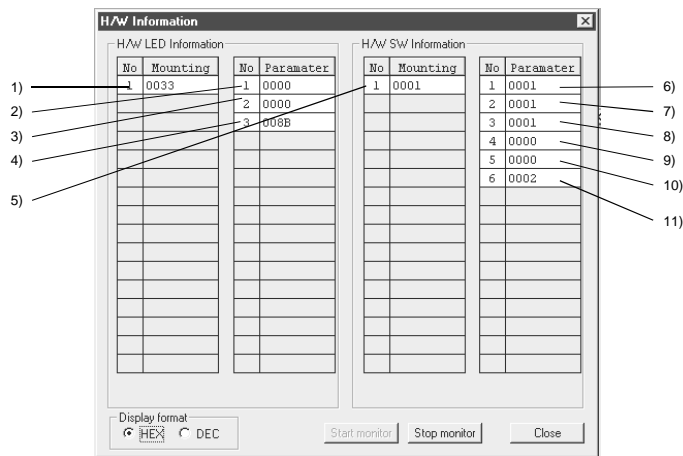 H/W Information
H/W LED Information
No Mounting
1 0033
No Paramater
1 0000
2 0000
3 008B
H/W SW Information
No Mounting
1 0001
No Paramater
1 0001
2 0001
3 0001
4 0000
5 0000
6 0002
1)
2)
3)
4)
5)
6)
7)
8)
9)
10)
11)
Display format
HEX DEC
Start monitor Stop monitor Close